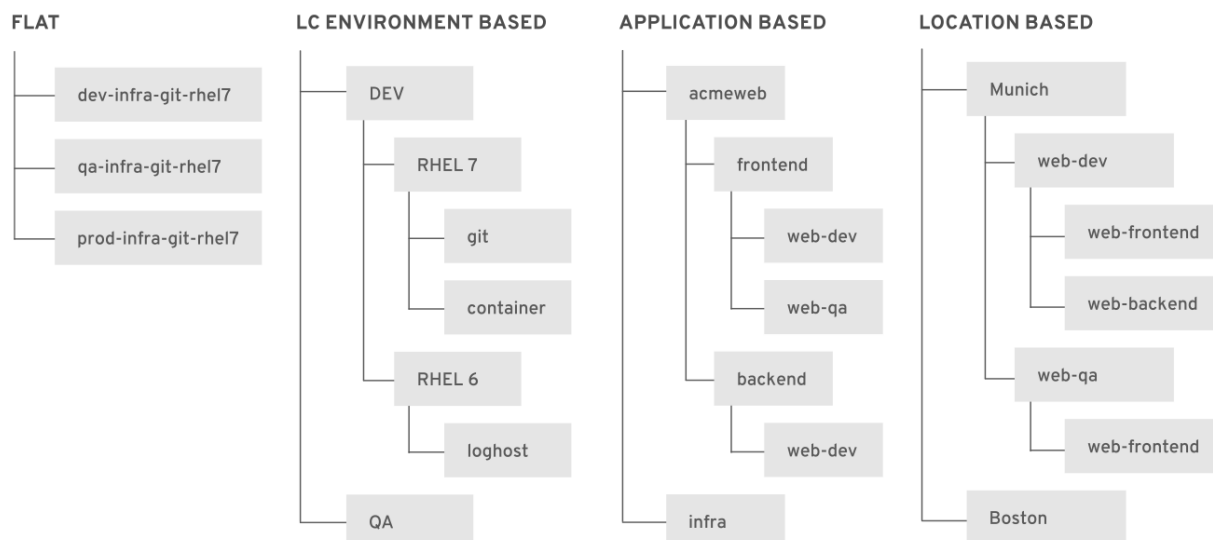 FLAT
dev-infra-git-rhel7
qa-infra-git-rhel7
prod-infra-git-rhel7
LC ENVIRONMENT BASED
DEV
RHEL 7
git
container
RHEL 6
loghost
QA
APPLICATION BASED
acmeweb
frontend
web-dev
web-qa
backend
web-dev
infra
LOCATION BASED
Munich
web-dev
web-frontend
web-backend
web-qa
web-frontend
Boston